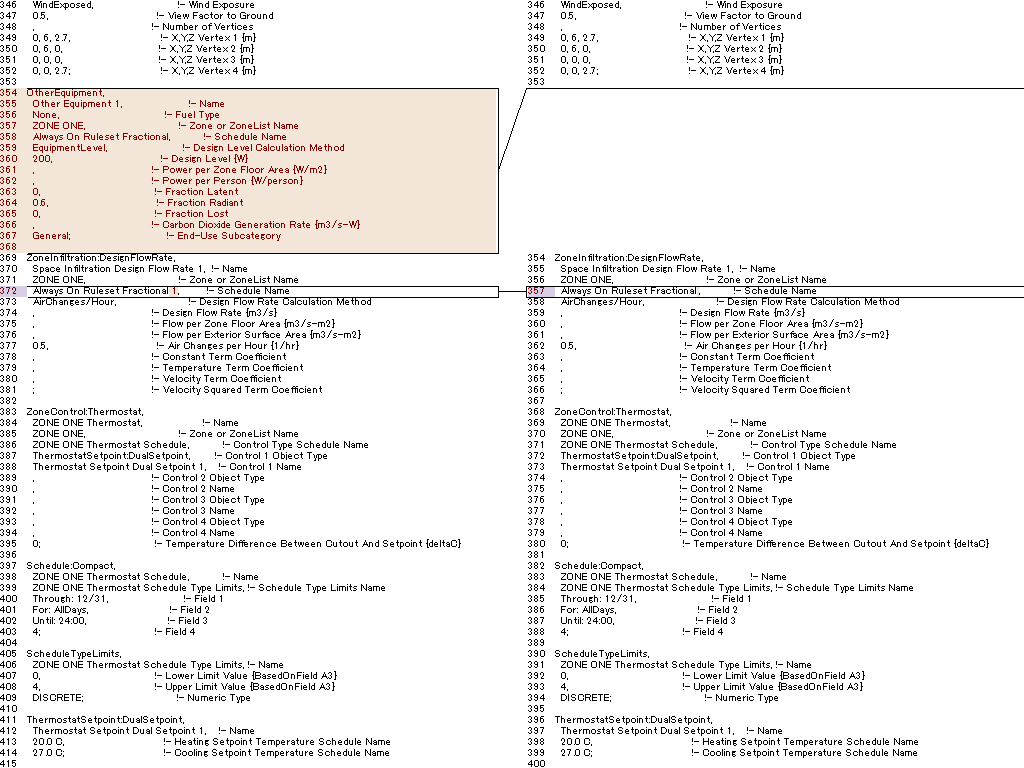 346 WindExposed, !- Wind Exposure
347 0.5, !- View Factor to Ground
348 , !- Number of Vertices
349 0, 6, 2.7, !- X,Y,Z Vertex 1 {m}
350 0, 6, 0, !- X,Y,Z Vertex 2 {m}
351 0, 0, 0, !- X,Y,Z Vertex 3 {m}
352 0, 0, 2.7; !- X,Y,Z Vertex 4 {m}
353
354 OtherEquipment,
355 Other Equipment 1, !- Name
356 None, !- Fuel Type
357 ZONE ONE, !- Zone or ZoneList Name
358 Always On Ruleset Fractional, !- Schedule Name
359 EquipmentLevel, !- Design Level Calculation Method
360 200, !- Design Level {W}
361 , !- Power per Zone Floor Area {W/m2}
362 , !- Power per Person {W/person}
363 0, !- Fraction Latent
364 0.6, !- Fraction Radiant
365 0, !- Fraction Lost
366 , !- Carbon Dioxide Generation Rate {m3/s-W}
367 General; !- End-Use Subcategory
368
369 ZoneInfiltration:DesignFlowRate,
370 Space Infiltration Design Flow Rate 1, !- Name
371 ZONE ONE, !- Zone or ZoneList Name
372 Always On Ruleset Fractional 1, !- Schedule Name
373 AirChanges/Hour, !- Design Flow Rate Calculation Method
374 , !- Design Flow Rate {m3/s}
375 , !- Flow per Zone Floor Area {m3/s-m2}
376 , !- Flow per Exterior Surface Area {m3/s-m2}
377 0.5, !- Air Changes per Hour {1/hr}
378 , !- Constant Term Coefficient
379 , !- Temperature Term Coefficient
380 , !- Velocity Term Coefficient
381 ; !- Velocity Squared Term Coefficient
382
383 ZoneControl:Thermostat,
384 ZONE ONE Thermostat, !- Name
385 ZONE ONE, !- Zone or ZoneList Name
386 ZONE ONE Thermostat Schedule, !- Control Type Schedule Name
387 ThermostatSetpoint:DualSetpoint, !- Control 1 Object Type
388 Thermostat Setpoint Dual Setpoint 1, !- Control 1 Name
389 , !- Control 2 Object Type
390 , !- Control 2 Name
391 , !- Control 3 Object Type
392 , !- Control 3 Name
393 , !- Control 4 Object Type
394 , !- Control 4 Name
395 0; !- Temperature Difference Between Cutout And Setpoint {deltaC}
396
397 Schedule:Compact,
398 ZONE ONE Thermostat Schedule, !- Name
399 ZONE ONE Thermostat Schedule Type Limits, !- Schedule Type Limits Name
400 Through: 12/31, !- Field 1
401 For: AllDays, !- Field 2
402 Until: 24:00, !- Field 3
403 4; !- Field 4
404
405 ScheduleTypeLimits,
406 ZONE ONE Thermostat Schedule Type Limits, !- Name
407 0, !- Lower Limit Value {BasedOnField A3}
408 4, !- Upper Limit Value {BasedOnField A3}
409 DISCRETE; !- Numeric Type
410
411 ThermostatSetpoint:DualSetpoint,
412 Thermostat Setpoint Dual Setpoint 1, !- Name
413 20.0 C, !- Heating Setpoint Temperature Schedule Name
414 27.0 C; !- Cooling Setpoint Temperature Schedule Name
415
346 WindExposed, !- Wind Exposure
347 0.5, !- View Factor to Ground
348 , !- Number of Vertices
349 0, 6, 2.7, !- X,Y,Z Vertex 1 {m}
350 0, 6, 0, !- X,Y,Z Vertex 2 {m}
351 0, 0, 0, !- X,Y,Z Vertex 3 {m}
352 0, 0, 2.7; !- X,Y,Z Vertex 4 {m}
353
354 ZoneInfiltration:DesignFlowRate,
355 Space Infiltration Design Flow Rate 1, !- Name
356 ZONE ONE, !- Zone or ZoneList Name
357 Always On Ruleset Fractional, !- Schedule Name
358 AirChanges/Hour, !- Design Flow Rate Calculation Method
359 , !- Design Flow Rate {m3/s}
360 , !- Flow per Zone Floor Area {m3/s-m2}
361 , !- Flow per Exterior Surface Area {m3/s-m2}
362 0.5, !- Air Changes per Hour {1/hr}
363 , !- Constant Term Coefficient
364 , !- Temperature Term Coefficient
365 , !- Velocity Term Coefficient
366 ; !- Velocity Squared Term Coefficient
367
368 ZoneControl:Thermostat,
369 ZONE ONE Thermostat, !- Name
370 ZONE ONE, !- Zone or ZoneList Name
371 ZONE ONE Thermostat Schedule, !- Control Type Schedule Name
372 ThermostatSetpoint:DualSetpoint, !- Control 1 Object Type
373 Thermostat Setpoint Dual Setpoint 1, !- Control 1 Name
374 , !- Control 2 Object Type
375 , !- Control 2 Name
376 , !- Control 3 Object Type
377 , !- Control 3 Name
378 , !- Control 4 Object Type
379 , !- Control 4 Name
380 0; !- Temperature Difference Between Cutout And Setpoint {deltaC}
381
382 Schedule:Compact,
383 ZONE ONE Thermostat Schedule, !- Name
384 ZONE ONE Thermostat Schedule Type Limits, !- Schedule Type Limits Name
385 Through: 12/31, !- Field 1
386 For: AllDays, !- Field 2
387 Until: 24:00, !- Field 3
388 4; !- Field 4
389
390 ScheduleTypeLimits,
391 ZONE ONE Thermostat Schedule Type Limits, !- Name
392 0, !- Lower Limit Value {BasedOnField A3}
393 4, !- Upper Limit Value {BasedOnField A3}
394 DISCRETE; !- Numeric Type
395
396 ThermostatSetpoint:DualSetpoint,
397 Thermostat Setpoint Dual Setpoint 1, !- Name
398 20.0 C, !- Heating Setpoint Temperature Schedule Name
399 27.0 C; !- Cooling Setpoint Temperature Schedule Name
400